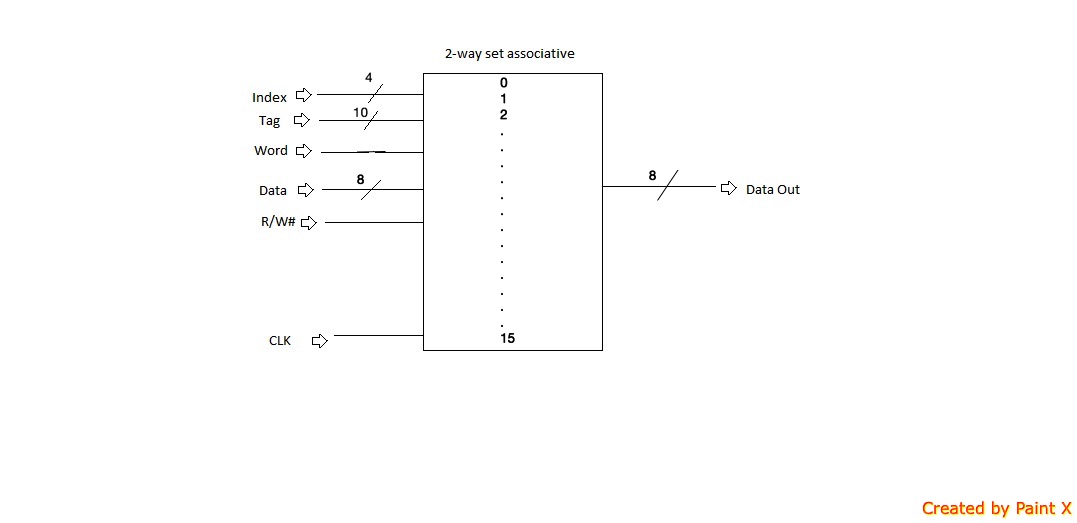 2-way set associative
4
Index
0
1
10
Tag
2
Word
8
Data
8
Data Out
R/W#
CLK
15
Created by Paint X